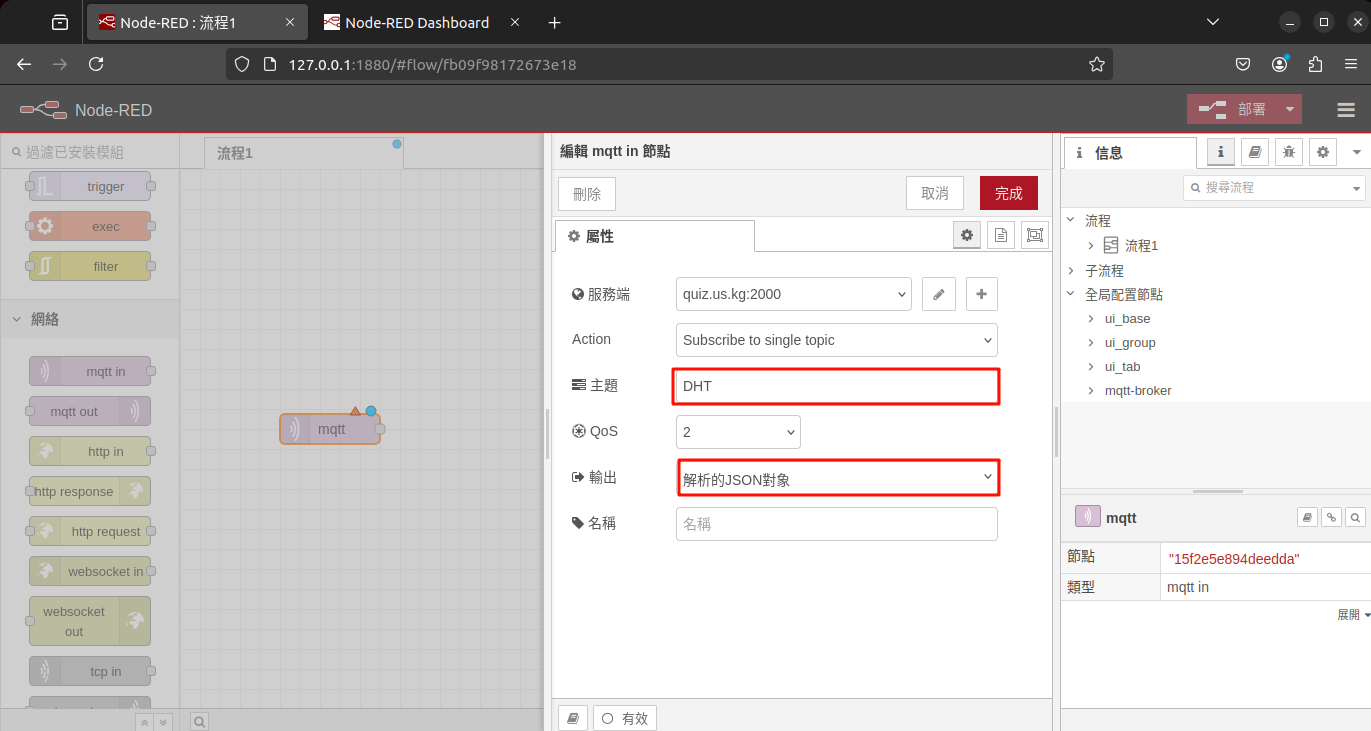 Node-RED : 流程1
Node-RED Dashboard
127.0.0.1:1880/#flow/fb09f98172673e18
Node-RED
部署
過濾已安裝模組
trigger
exec
filter
網絡
mqtt in
mqtt out
http in
http response
http request
websocket in
websocket
out
tcp in
流程1
mqtt
編輯 mqtt in 節點
刪除
取消
完成
屬性
服務端
quiz.us.kg:2000
Action
Subscribe to single topic
主題
DHT
QoS
2
輸出
解析的JSON對象
名稱
名稱
有效
信息
搜尋流程
流程
流程1
子流程
全局配置節點
ui_base
ui_group
ui_tab
mqtt-broker
mqtt
節點
"15f2e5e894deedda"
類型
mqtt in
展開